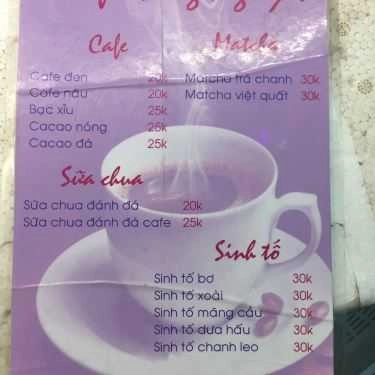 Cafe
Cafe đen 20k
Cafe nâu 20k
Bạc xỉu 25k
Cacao nóng 25k
Cacao đá 25k
Matcha
Matcha trà chanh 30k
Matcha việt quất 30k
Sữa chua
Sữa chua đánh đá 20k
Sữa chua đánh đá cafe 25k
Sinh tố
Sinh tố bơ 30k
Sinh tố xoài 30k
Sinh tố mãng cầu 30k
Sinh tố dưa hấu 30k
Sinh tố chanh leo 30k